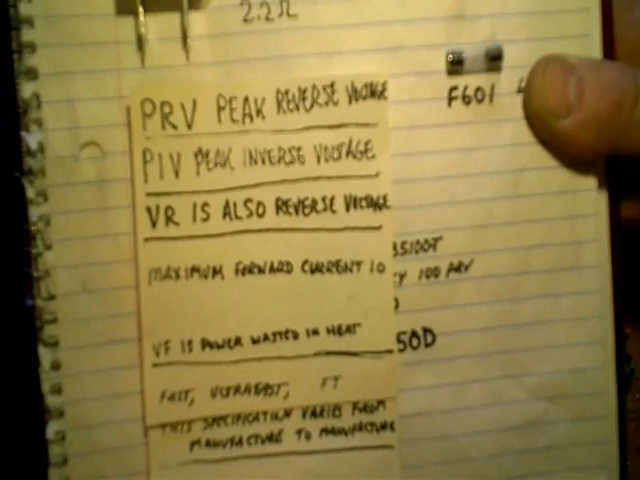 2.2Ω
F601
PRV PEAK REVERSE VOLTAGE
PIV PEAK INVERSE VOLTAGE
VR IS ALSO REVERSE VOLTAGE
MAXIMUM FORWARD CURRENT IO
VF IS POWER WASTED IN HEAT
FAST, ULTRAFAST, FT
THIS SPECIFICATION VARIES FROM
MANUFACTURE TO MANUFACTURE
100 PRV
50D